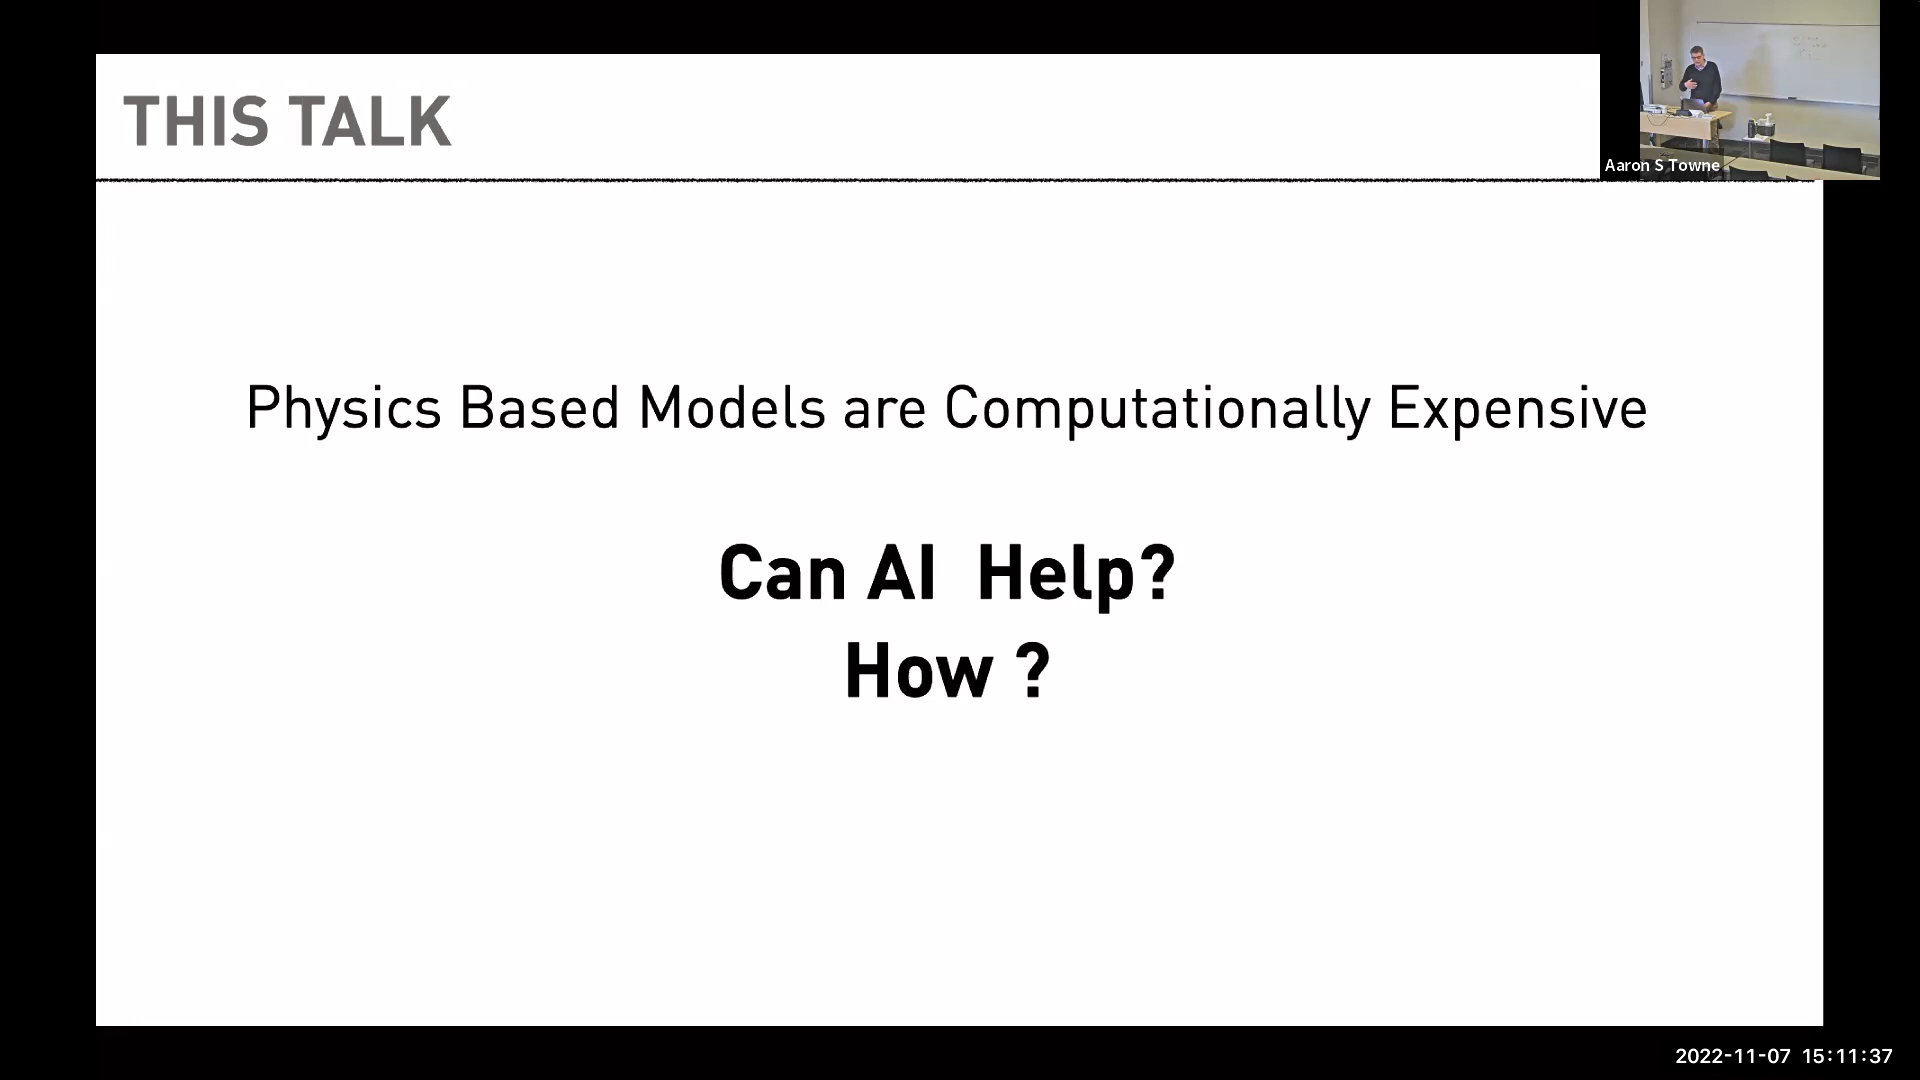 THIS TALK
Aaron S Towne
Physics Based Models are Computationally Expensive
Can AI  Help?
How ?
2022-11-07 15:11:37